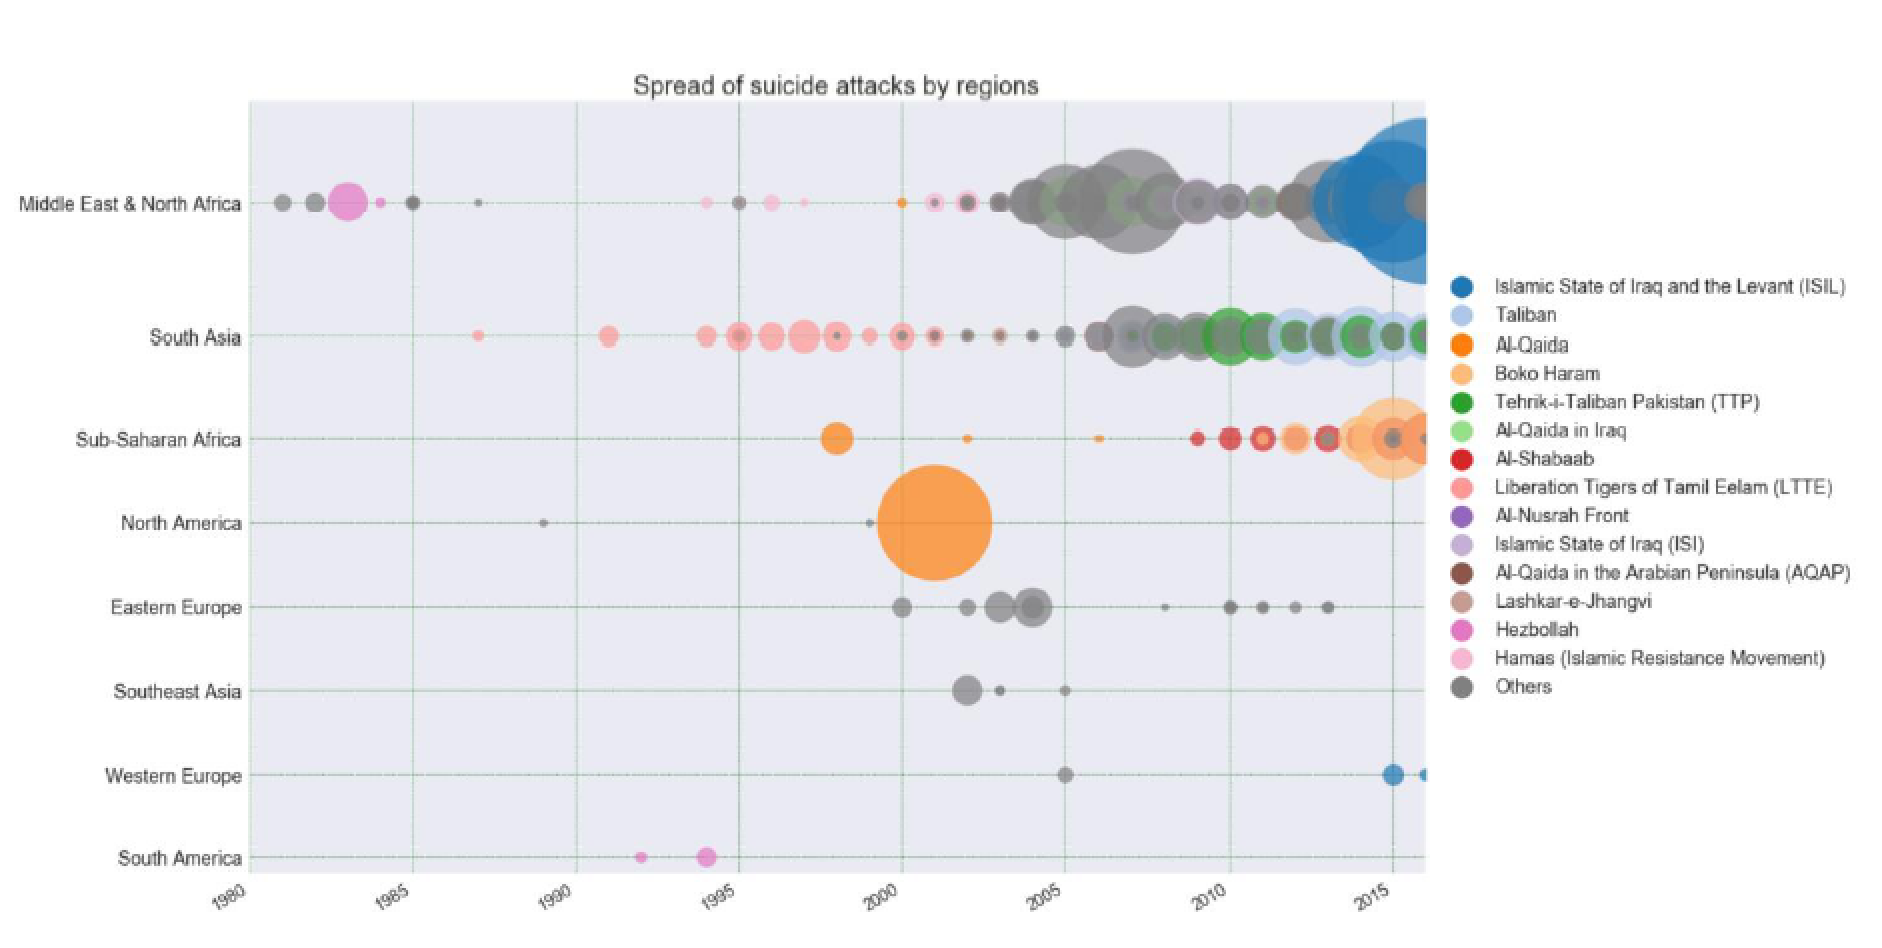 Spread of suicide attacks by regions
Middle East & North Africa
South Asia
Sub-Saharan Africa
North America
Eastern Europe
Southeast Asia
Western Europe
South America
1980
1985
1990
1995
2000
2005
2010
2015
Islamic State of Iraq and the Levant (ISIL)
Taliban
Al-Qaida
Boko Haram
Tehrik-i-Taliban Pakistan (TTP)
Al-Qaida in Iraq
Al-Shabaab
Liberation Tigers of Tamil Eelam (LTTE)
Al-Nusrah Front
Islamic State of Iraq (ISI)
Al-Qaida in the Arabian Peninsula (AQAP)
Lashkar-e-Jhangvi
Hezbollah
Hamas (Islamic Resistance Movement)
Others